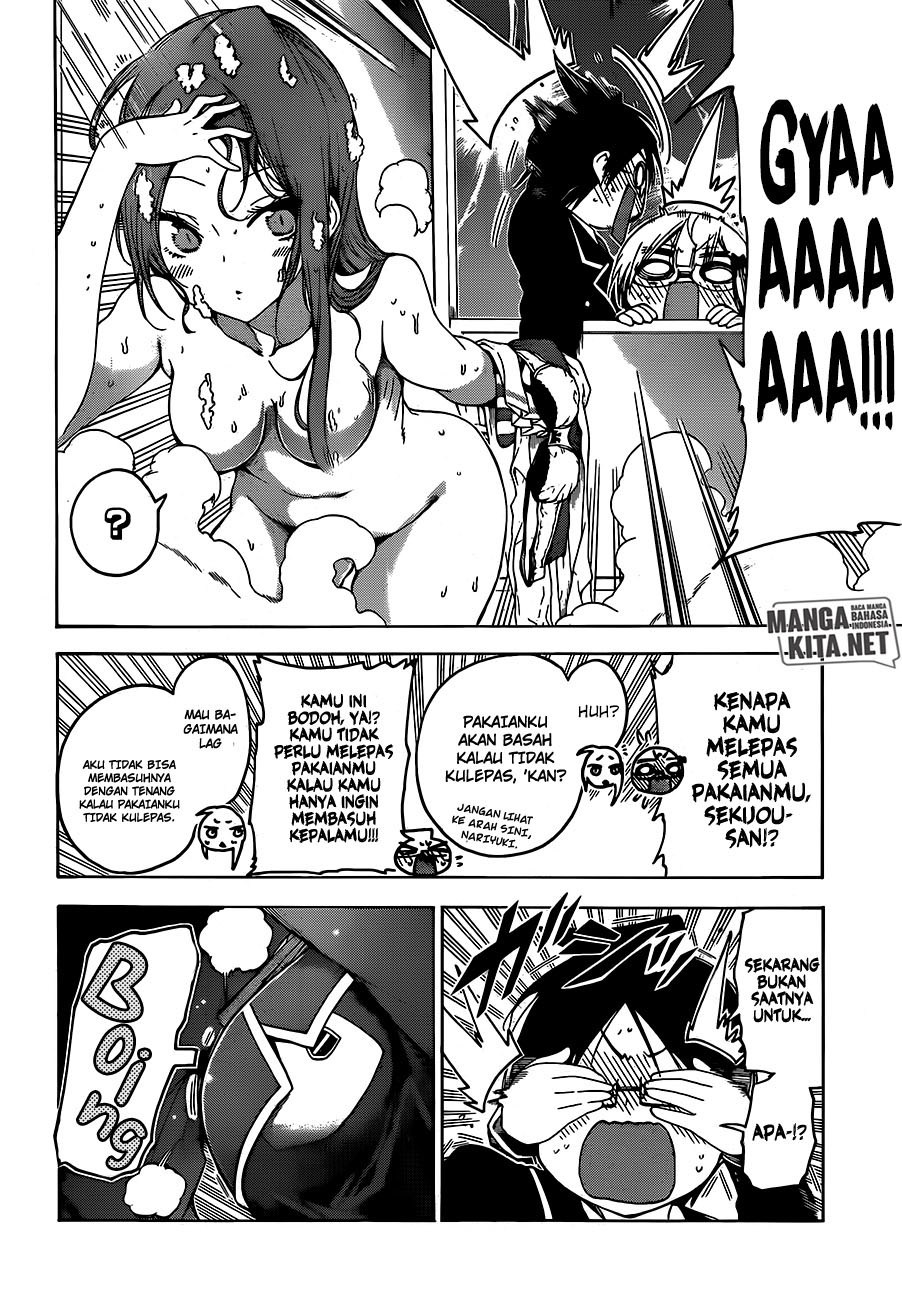 GYAA
AAAA
AAA!!!
?
MANGA
KITA.NET
BACA MANGA
BAHASA
INDONESIA
KENAPA
KAMU
MELEPAS
SEMUA
PAKAIANMU,
SEKIJOU-
SAN!?
HUH?
PAKAIANKU
AKAN BASAH
KALAU TIDAK
KULEPAS, 'KAN?
JANGAN LIHAT
KE ARAH SINI,
NARIYUKI.
KAMU INI
BODOH, YA!?
KAMU TIDAK
PERLU MELEPAS
PAKAIANMU
KALAU KAMU
HANYA INGIN
MEMBASUH
KEPALAMU!!!
MAU BA-
GAIMANA
LAG
AKU TIDAK BISA
MEMBASUHNYA
DENGAN TENANG
KALAU PAKAIANKU
TIDAK KULEPAS.
SEKARANG
BUKAN
SAATNYA
UNTUK...
APA-!?
ガーン
Boing